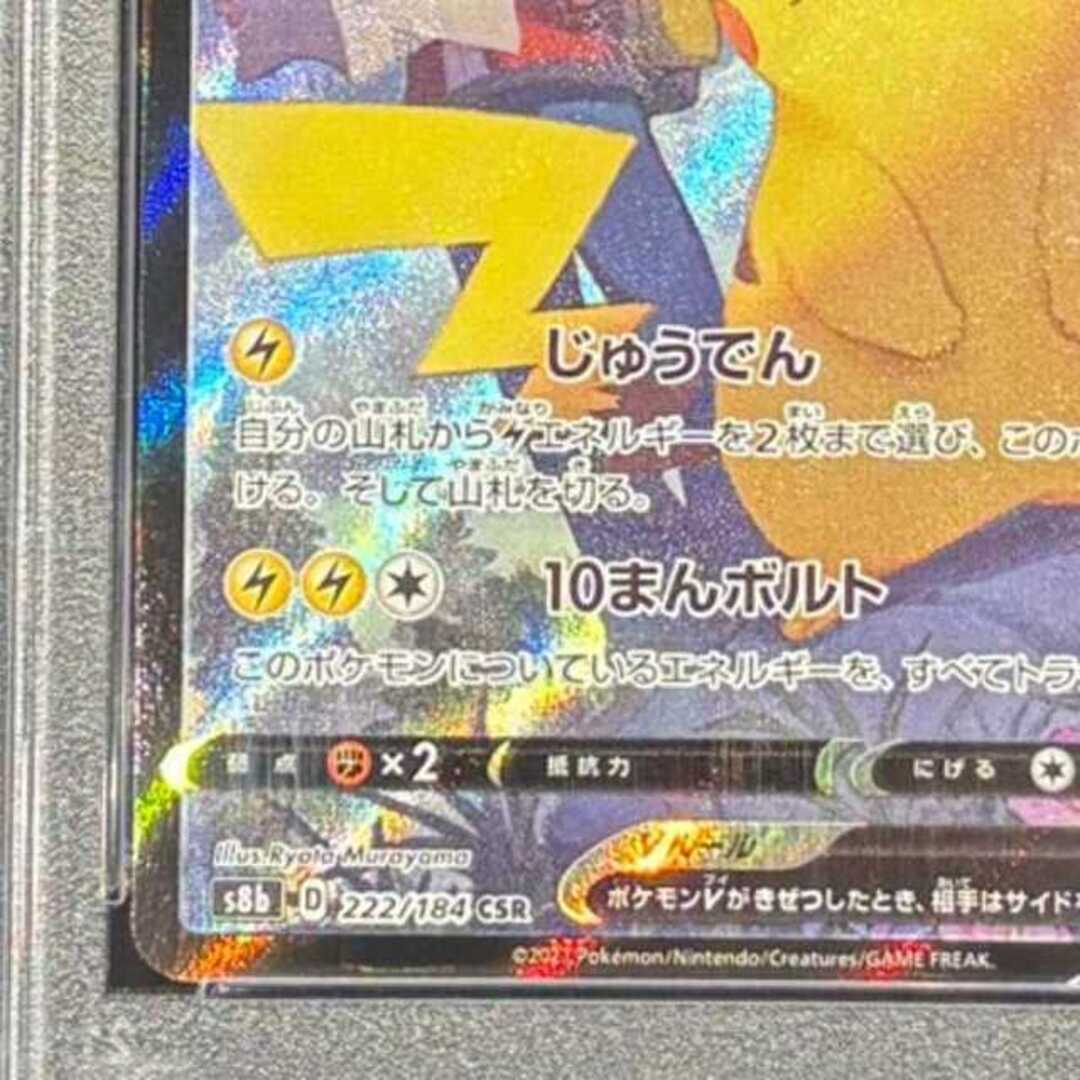 じゅうでん
自分の山札からエネルギーを2枚まで選び、このポ
ける。そして山札を切る。
10まんボルト
このポケモンについているエネルギーを、すべてトラ
弱点 ×2 抵抗力 にげる
Illus. Ryota Murayama
Vルール
s8b D 222/184 CSR
ポケモンVがきぜつしたとき、相手はサイドを
©2021 Pokémon/Nintendo/Creatures/GAME FREAK.